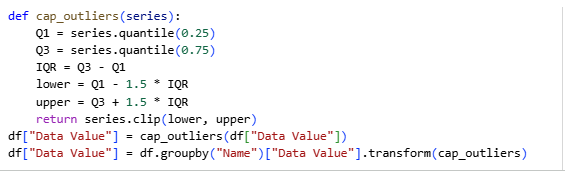 def cap_outliers(series):
    Q1 = series.quantile(0.25)
    Q3 = series.quantile(0.75)
    IQR = Q3 - Q1
    lower = Q1 - 1.5 * IQR
    upper = Q3 + 1.5 * IQR
    return series.clip(lower, upper)
df["Data Value"] = cap_outliers(df["Data Value"])
df["Data Value"] = df.groupby("Name")["Data Value"].transform(cap_outliers)